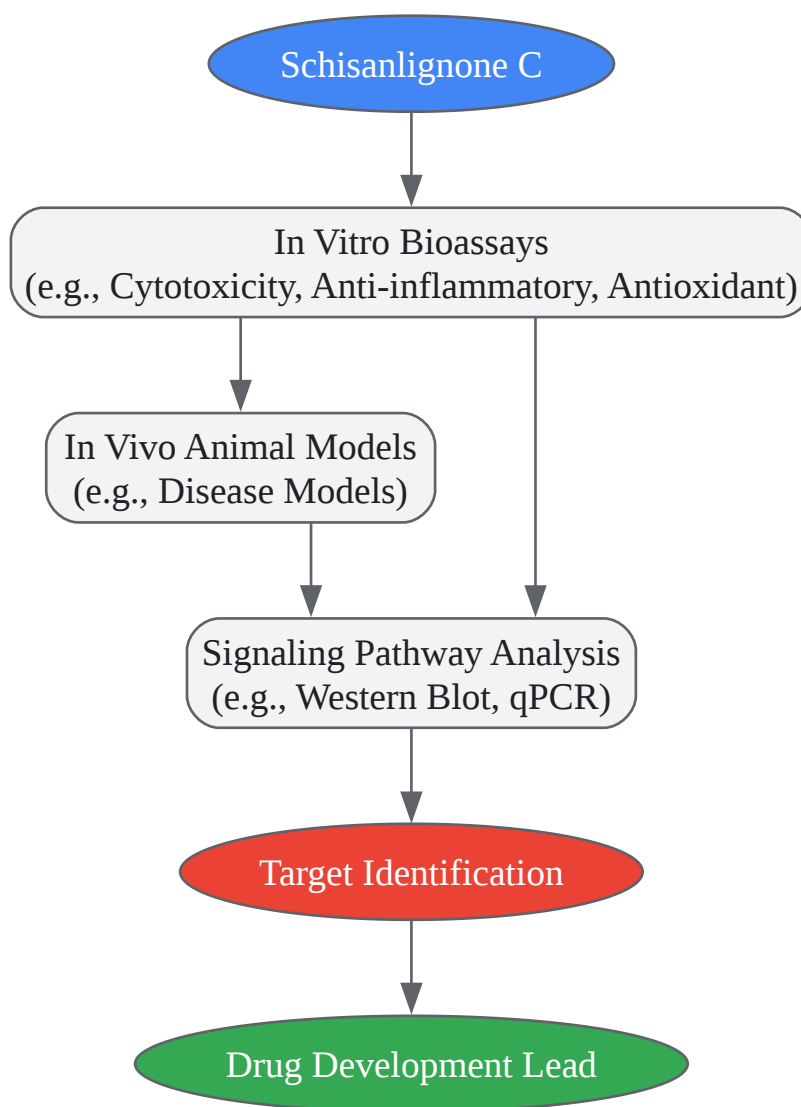 Schisanlignone C
In Vitro Bioassays
(e.g., Cytotoxicity, Anti-inflammatory, Antioxidant)
In Vivo Animal Models
(e.g., Disease Models)
Signaling Pathway Analysis
(e.g., Western Blot, qPCR)
Target Identification
Drug Development Lead